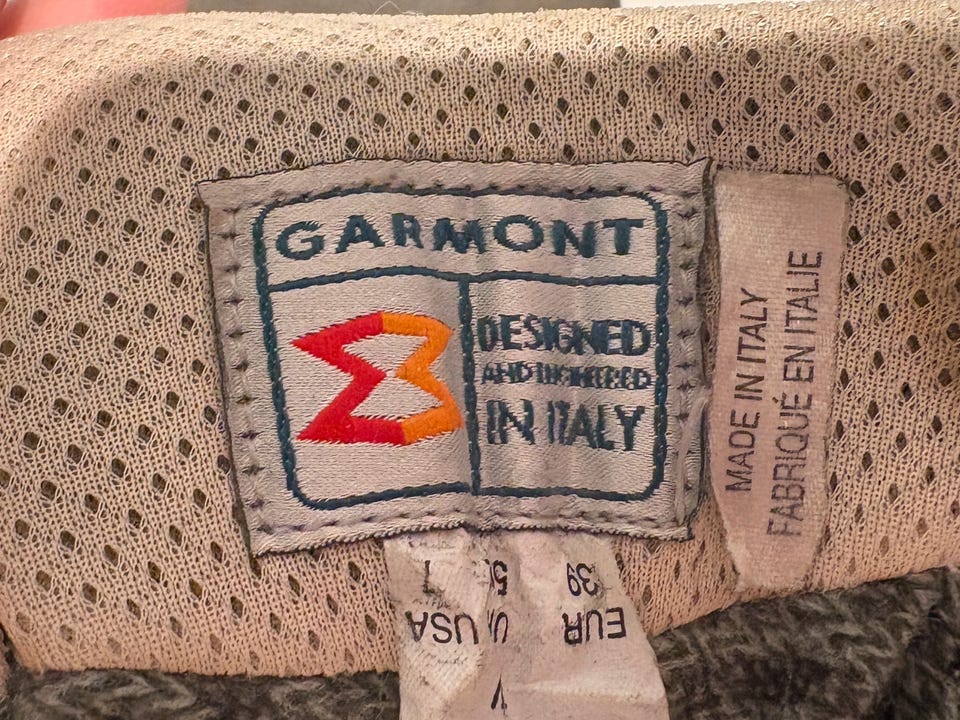 GARMONT
DESIGNED
AND ENGINEERED
IN ITALY
MADE IN ITALY
FABRIQUÉ EN ITALIE
EUR USA
39